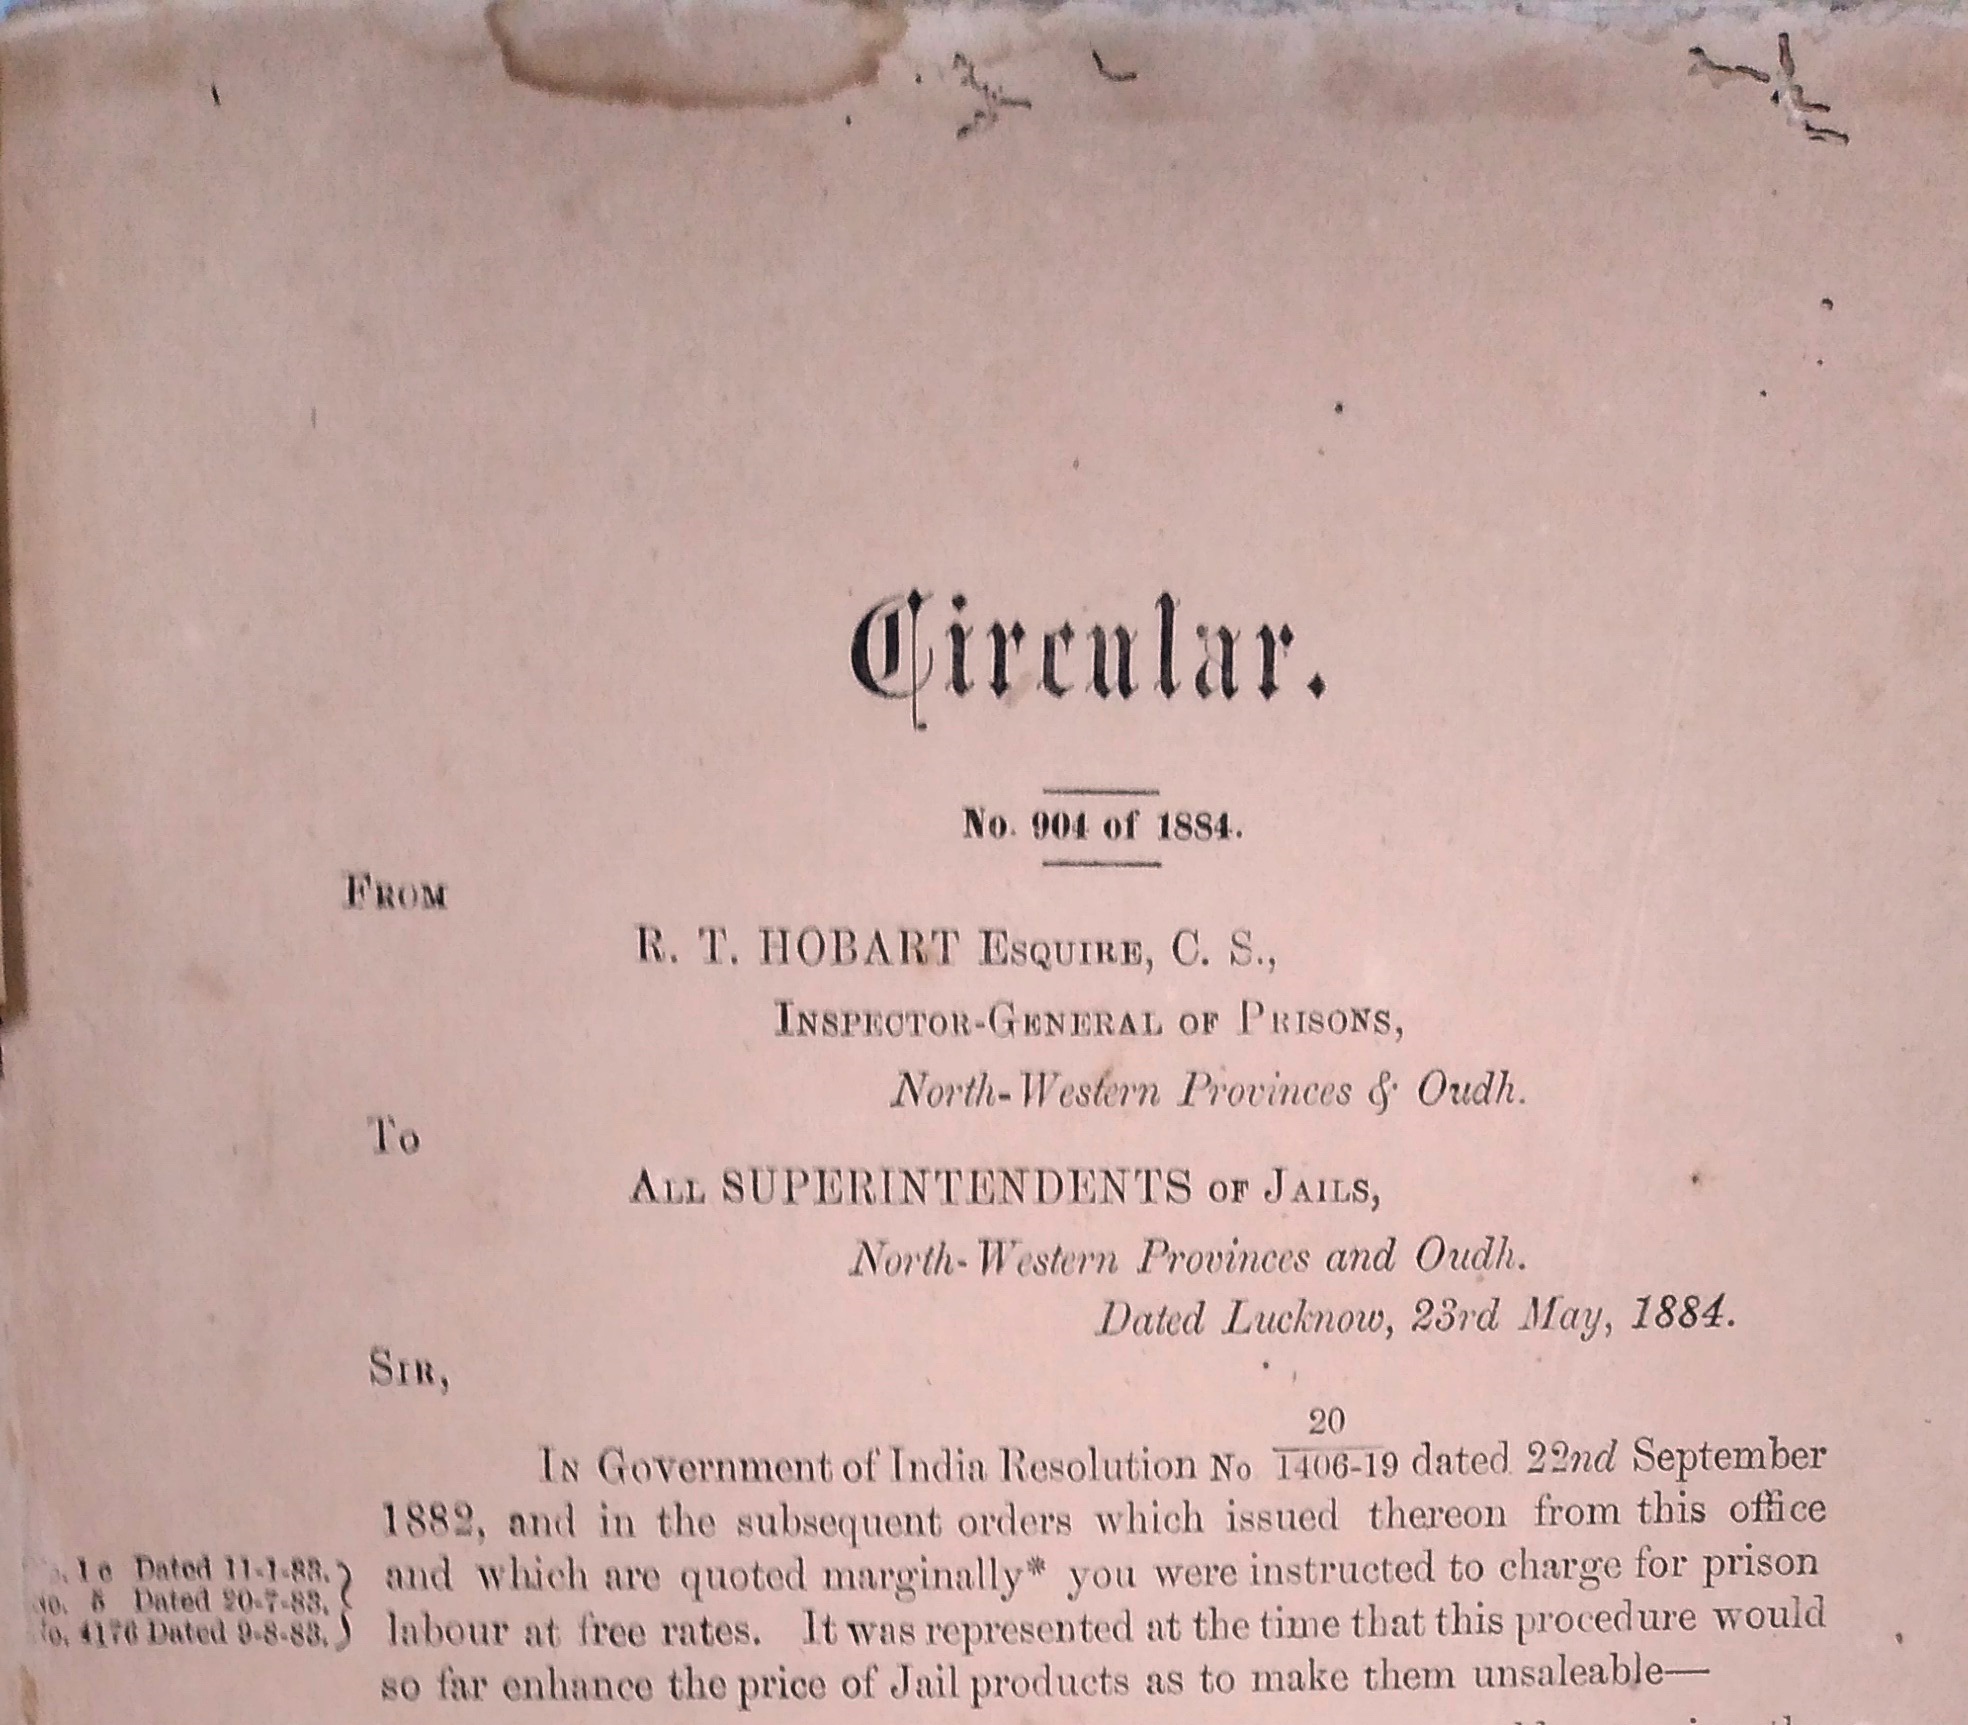 Circular.
No. 904 of 1884.
FROM
R. T. HOBART ESQUIRE, C. S.,
INSPECTOR-GENERAL OF PRISONS,
North-Western Provinces & Oudh.
To
ALL SUPERINTENDENTS OF JAILS,
North-Western Provinces and Oudh.
Dated Lucknow, 23rd May, 1884.
SIR,
20
IN Government of India Resolution No 1406-19 dated 22nd September
1882, and in the subsequent orders which issued thereon from this office
Dated 11-1-83.
and which are quoted marginally* you were instructed to charge for prison
5 Dated 20-7-83.
4176 Dated 9-8-83.
labour at free rates. It was represented at the time that this procedure would
so far enhance the price of Jail products as to make them unsaleable—